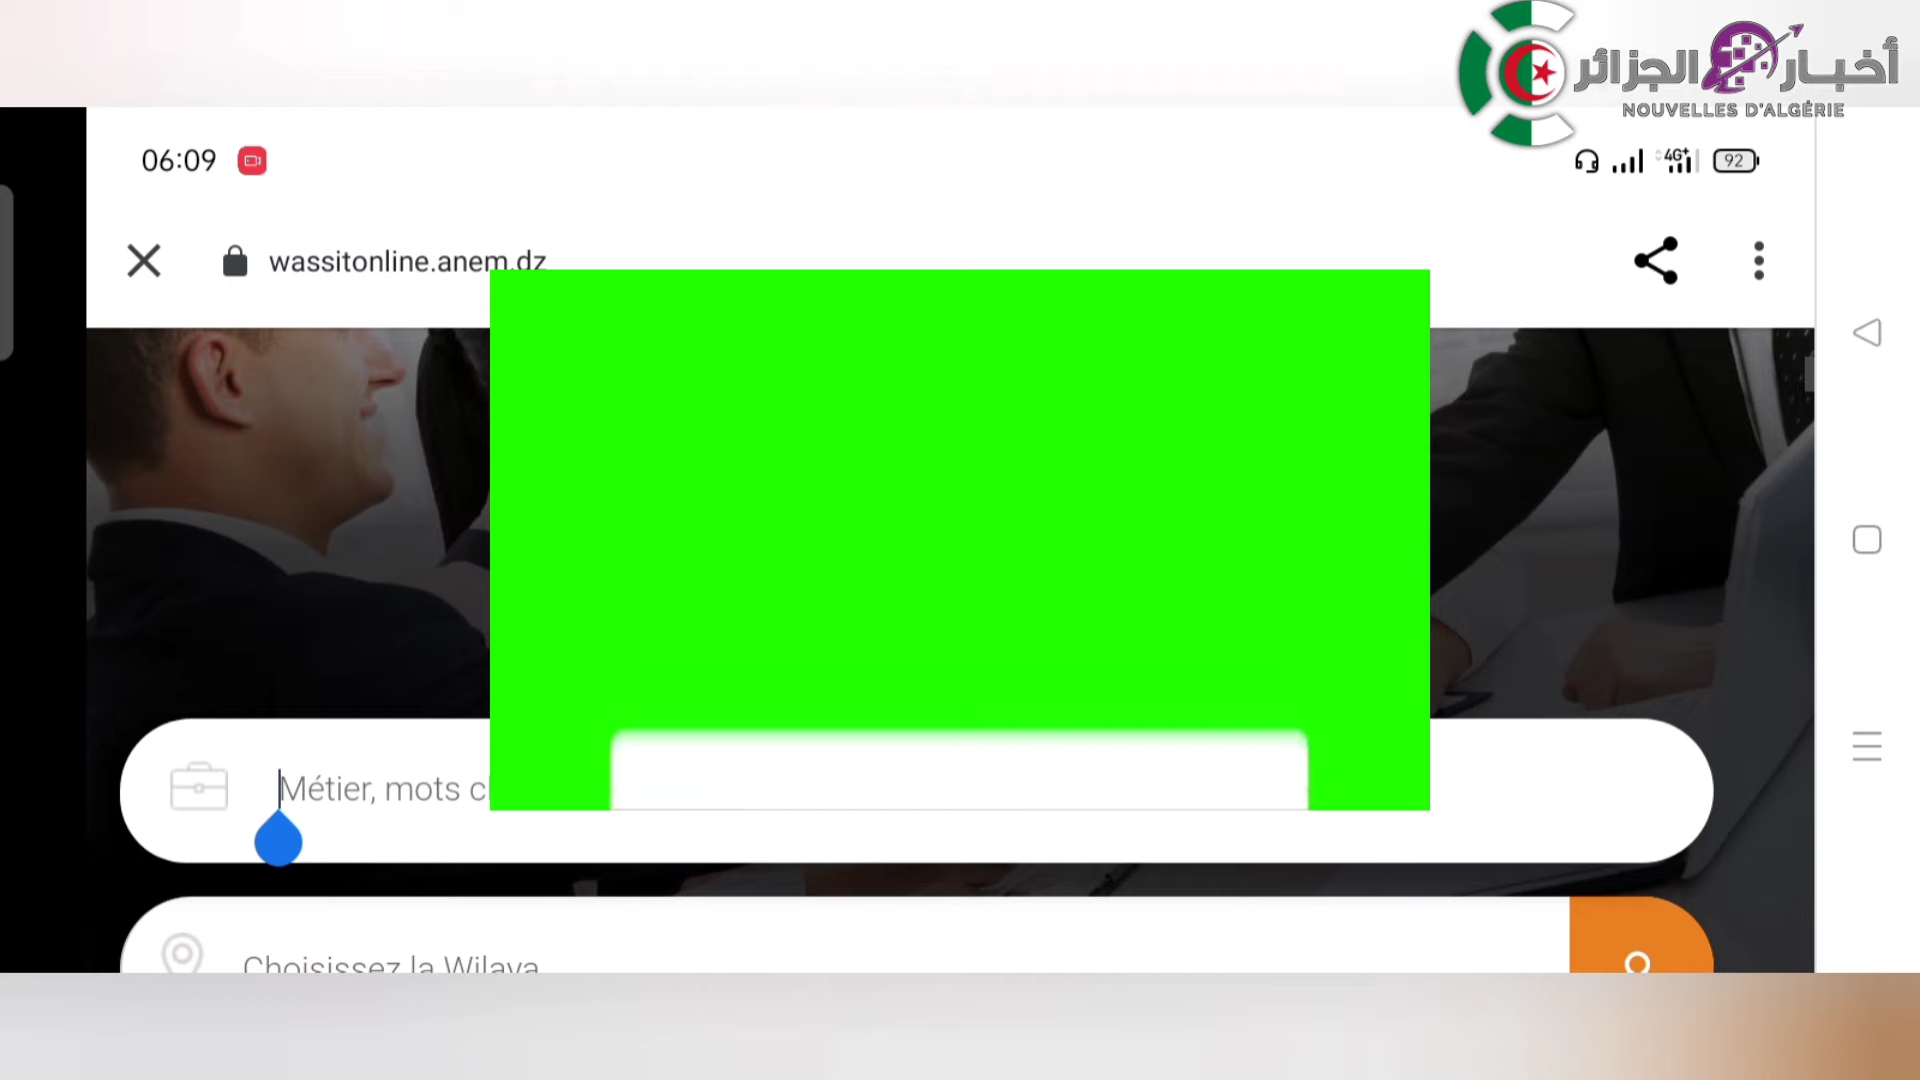 أخبار الجزائر
NOUVELLES D'ALGÉRIE
06:09
4G+
92
wassitonline.anem.dz
Métier, mots c
Choisissez la Wilaya